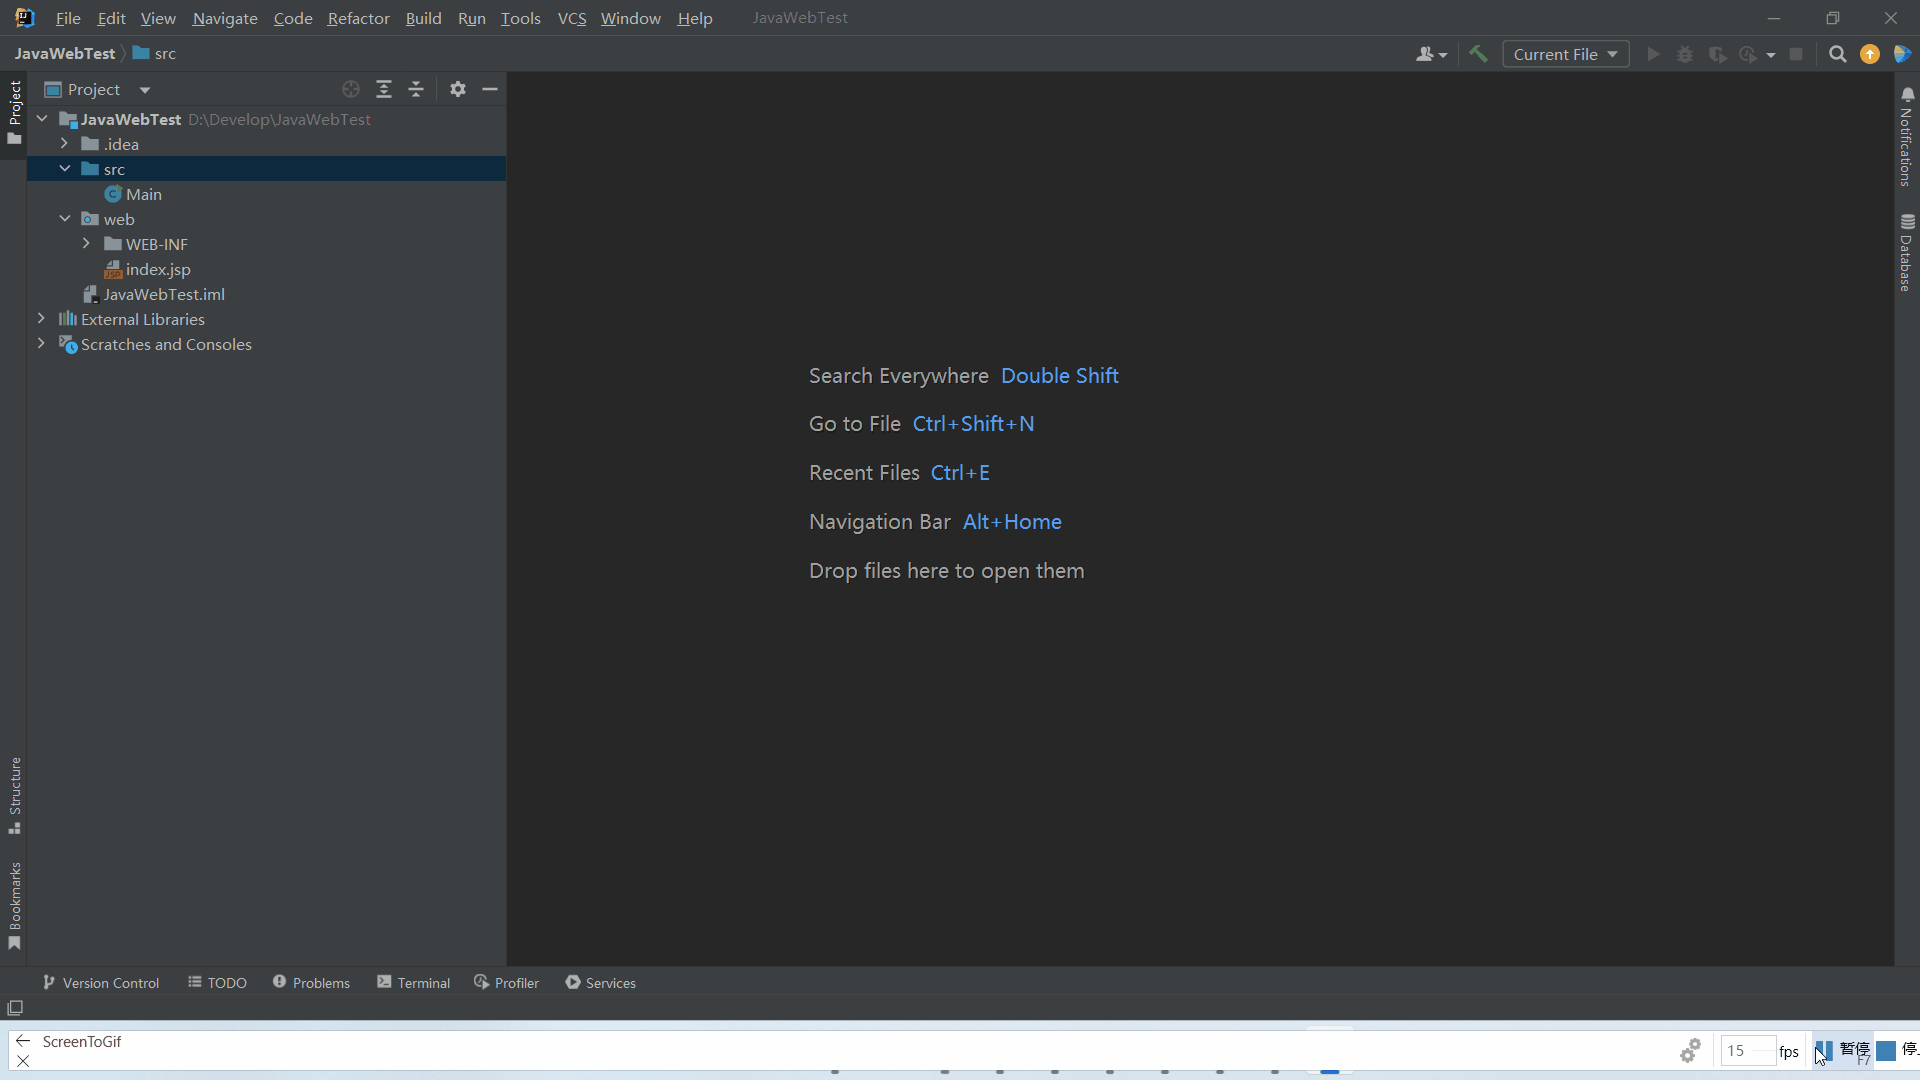 File Edit View Navigate Code Refactor Build Run Tools VCS Window Help JavaWebTest
JavaWebTest src
Current File
Project
Project
JavaWebTest D:\Develop\JavaWebTest
.idea
src
Main
web
WEB-INF
index.jsp
JavaWebTest.iml
External Libraries
Scratches and Consoles
Search Everywhere Double Shift
Go to File Ctrl+Shift+N
Recent Files Ctrl+E
Navigation Bar Alt+Home
Drop files here to open them
Notifications
Database
Structure
Bookmarks
Version Control TODO Problems Terminal Profiler Services
ScreenToGif
15 fps 暂停 F7